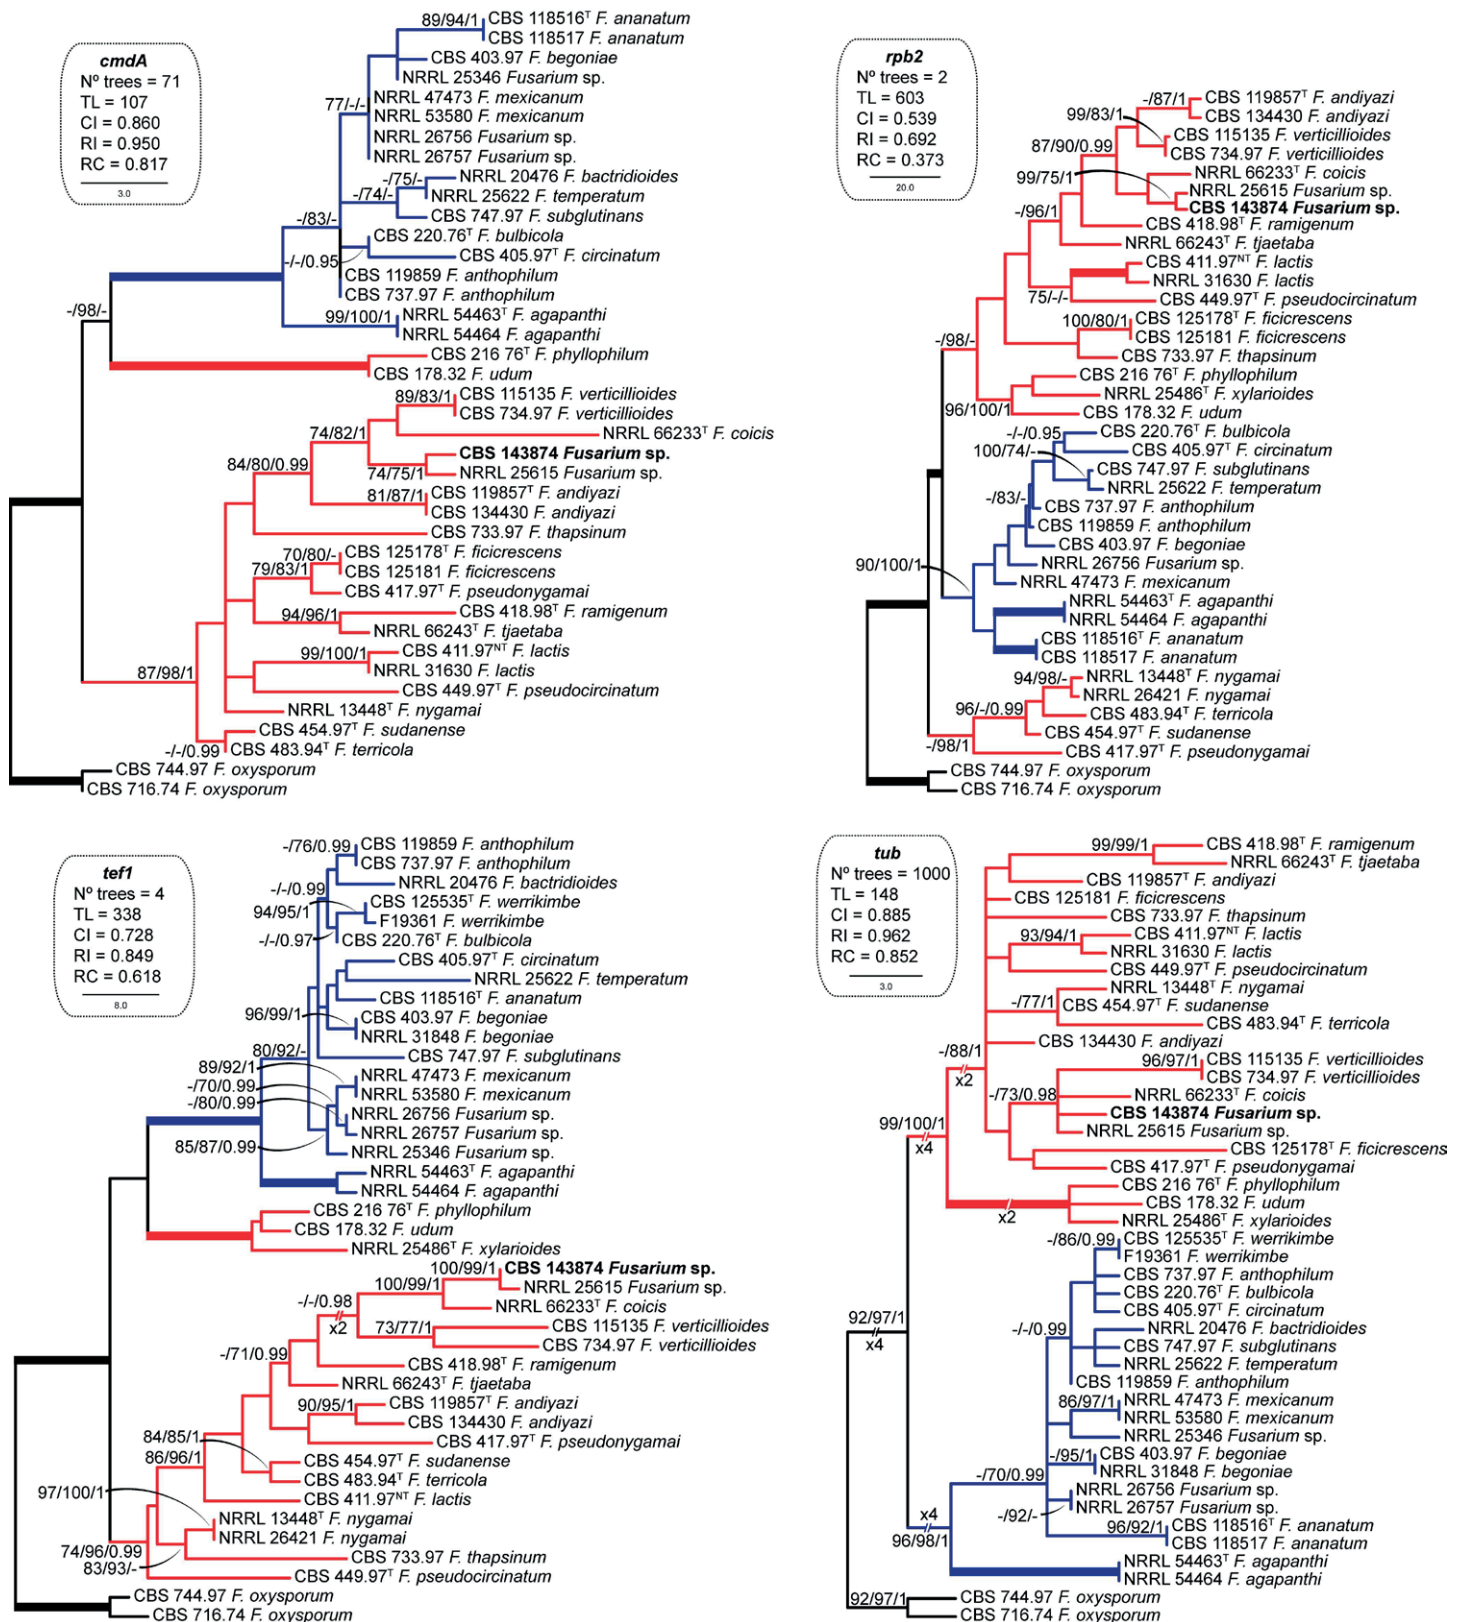 cmdA
Nº trees = 71
TL = 107
CI = 0.860
RI = 0.950
RC = 0.817
3.0
89/94/1
CBS 118516T F. ananatum
CBS 118517 F. ananatum
CBS 403.97 F. begoniae
NRRL 25346 Fusarium sp.
77/-/-
NRRL 47473 F. mexicanum
NRRL 53580 F. mexicanum
NRRL 26756 Fusarium sp.
NRRL 26757 Fusarium sp.
-/75/-
NRRL 20476 F. bactridioides
-/74/-
NRRL 25622 F. temperatum
CBS 747.97 F. subglutinans
-/83/-
CBS 220.76T F. bulbicola
-/-/0.95
CBS 405.97T F. circinatum
CBS 119859 F. anthophilum
CBS 737.97 F. anthophilum
99/100/1
NRRL 54463T F. agapanthi
NRRL 54464 F. agapanthi
-/98/-
CBS 216 76T F. phyllophilum
CBS 178.32 F. udum
89/83/1
CBS 115135 F. verticillioides
CBS 734.97 F. verticillioides
74/82/1
NRRL 66233T F. coicis
CBS 143874 Fusarium sp.
84/80/0.99
74/75/1
NRRL 25615 Fusarium sp.
81/87/1
CBS 119857T F. andiyazi
CBS 134430 F. andiyazi
CBS 733.97 F. thapsinum
70/80/-
CBS 125178T F. ficicrescens
79/83/1
CBS 125181 F. ficicrescens
CBS 417.97T F. pseudonygamai
94/96/1
CBS 418.98T F. ramigenum
NRRL 66243T F. tjaetaba
99/100/1
CBS 411.97NT F. lactis
NRRL 31630 F. lactis
87/98/1
CBS 449.97T F. pseudocircinatum
NRRL 13448T F. nygamai
CBS 454.97T F. sudanense
-/-/0.99
CBS 483.94T F. terricola
CBS 744.97 F. oxysporum
CBS 716.74 F. oxysporum
rpb2
Nº trees = 2
TL = 603
CI = 0.539
RI = 0.692
RC = 0.373
20.0
-/87/1
CBS 119857T F. andiyazi
99/83/1
CBS 134430 F. andiyazi
CBS 115135 F. verticillioides
87/90/0.99
CBS 734.97 F. verticillioides
99/75/1
NRRL 66233T F. coicis
NRRL 25615 Fusarium sp.
CBS 143874 Fusarium sp.
-/96/1
CBS 418.98T F. ramigenum
NRRL 66243T F. tjaetaba
CBS 411.97NT F. lactis
NRRL 31630 F. lactis
75/-/-
CBS 449.97T F. pseudocircinatum
100/80/1
CBS 125178T F. ficicrescens
CBS 125181 F. ficicrescens
-/98/-
CBS 733.97 F. thapsinum
CBS 216 76T F. phyllophilum
NRRL 25486T F. xylarioides
96/100/1
CBS 178.32 F. udum
-/-/0.95
CBS 220.76T F. bulbicola
100/74/-
CBS 405.97T F. circinatum
CBS 747.97 F. subglutinans
NRRL 25622 F. temperatum
-/83/-
CBS 737.97 F. anthophilum
CBS 119859 F. anthophilum
CBS 403.97 F. begoniae
90/100/1
NRRL 26756 Fusarium sp.
NRRL 47473 F. mexicanum
NRRL 54463T F. agapanthi
NRRL 54464 F. agapanthi
CBS 118516T F. ananatum
CBS 118517 F. ananatum
94/98/-
NRRL 13448T F. nygamai
NRRL 26421 F. nygamai
96/-/0.99
CBS 483.94T F. terricola
CBS 454.97T F. sudanense
-/98/1
CBS 417.97T F. pseudonygamai
CBS 744.97 F. oxysporum
CBS 716.74 F. oxysporum
tef1
Nº trees = 4
TL = 338
CI = 0.728
RI = 0.849
RC = 0.618
8.0
-/76/0.99
CBS 119859 F. anthophilum
CBS 737.97 F. anthophilum
-/-/0.99
NRRL 20476 F. bactridioides
94/95/1
CBS 125535T F. werrikimbe
F19361 F. werrikimbe
-/-/0.97
CBS 220.76T F. bulbicola
CBS 405.97T F. circinatum
NRRL 25622 F. temperatum
CBS 118516T F. ananatum
96/99/1
CBS 403.97 F. begoniae
NRRL 31848 F. begoniae
80/92/-
CBS 747.97 F. subglutinans
89/92/1
NRRL 47473 F. mexicanum
-/70/0.99
NRRL 53580 F. mexicanum
-/80/0.99
NRRL 26756 Fusarium sp.
NRRL 26757 Fusarium sp.
85/87/0.99
NRRL 25346 Fusarium sp.
NRRL 54463T F. agapanthi
NRRL 54464 F. agapanthi
CBS 216 76T F. phyllophilum
CBS 178.32 F. udum
NRRL 25486T F. xylarioides
100/99/1
CBS 143874 Fusarium sp.
100/99/1
NRRL 25615 Fusarium sp.
-/-/0.98
NRRL 66233T F. coicis
x2
73/77/1
CBS 115135 F. verticillioides
CBS 734.97 F. verticillioides
-/71/0.99
CBS 418.98T F. ramigenum
NRRL 66243T F. tjaetaba
90/95/1
CBS 119857T F. andiyazi
CBS 134430 F. andiyazi
84/85/1
CBS 417.97T F. pseudonygamai
86/96/1
CBS 454.97T F. sudanense
CBS 483.94T F. terricola
97/100/1
CBS 411.97NT F. lactis
NRRL 13448T F. nygamai
NRRL 26421 F. nygamai
74/96/0.99
CBS 733.97 F. thapsinum
83/93/-
CBS 449.97T F. pseudocircinatum
CBS 744.97 F. oxysporum
CBS 716.74 F. oxysporum
tub
Nº trees = 1000
TL = 148
CI = 0.885
RI = 0.962
RC = 0.852
3.0
99/99/1
CBS 418.98T F. ramigenum
NRRL 66243T F. tjaetaba
CBS 119857T F. andiyazi
CBS 125181 F. ficicrescens
CBS 733.97 F. thapsinum
93/94/1
CBS 411.97NT F. lactis
NRRL 31630 F. lactis
CBS 449.97T F. pseudocircinatum
NRRL 13448T F. nygamai
-/77/1
CBS 454.97T F. sudanense
CBS 483.94T F. terricola
CBS 134430 F. andiyazi
-/88/1
x2
96/97/1
CBS 115135 F. verticillioides
CBS 734.97 F. verticillioides
-/73/0.98
NRRL 66233T F. coicis
CBS 143874 Fusarium sp.
99/100/1
NRRL 25615 Fusarium sp.
x4
CBS 125178T F. ficicrescens
CBS 417.97T F. pseudonygamai
CBS 216 76T F. phyllophilum
CBS 178.32 F. udum
x2
NRRL 25486T F. xylarioides
-/86/0.99
CBS 125535T F. werrikimbe
F19361 F. werrikimbe
CBS 737.97 F. anthophilum
CBS 220.76T F. bulbicola
92/97/1
CBS 405.97T F. circinatum
x4
-/-/0.99
NRRL 20476 F. bactridioides
CBS 747.97 F. subglutinans
NRRL 25622 F. temperatum
CBS 119859 F. anthophilum
86/97/1
NRRL 47473 F. mexicanum
NRRL 53580 F. mexicanum
NRRL 25346 Fusarium sp.
-/95/1
CBS 403.97 F. begoniae
-/70/0.99
NRRL 31848 F. begoniae
NRRL 26756 Fusarium sp.
NRRL 26757 Fusarium sp.
-/92/-
x4
96/92/1
CBS 118516T F. ananatum
96/98/1
CBS 118517 F. ananatum
NRRL 54463T F. agapanthi
NRRL 54464 F. agapanthi
92/97/1
CBS 744.97 F. oxysporum
CBS 716.74 F. oxysporum